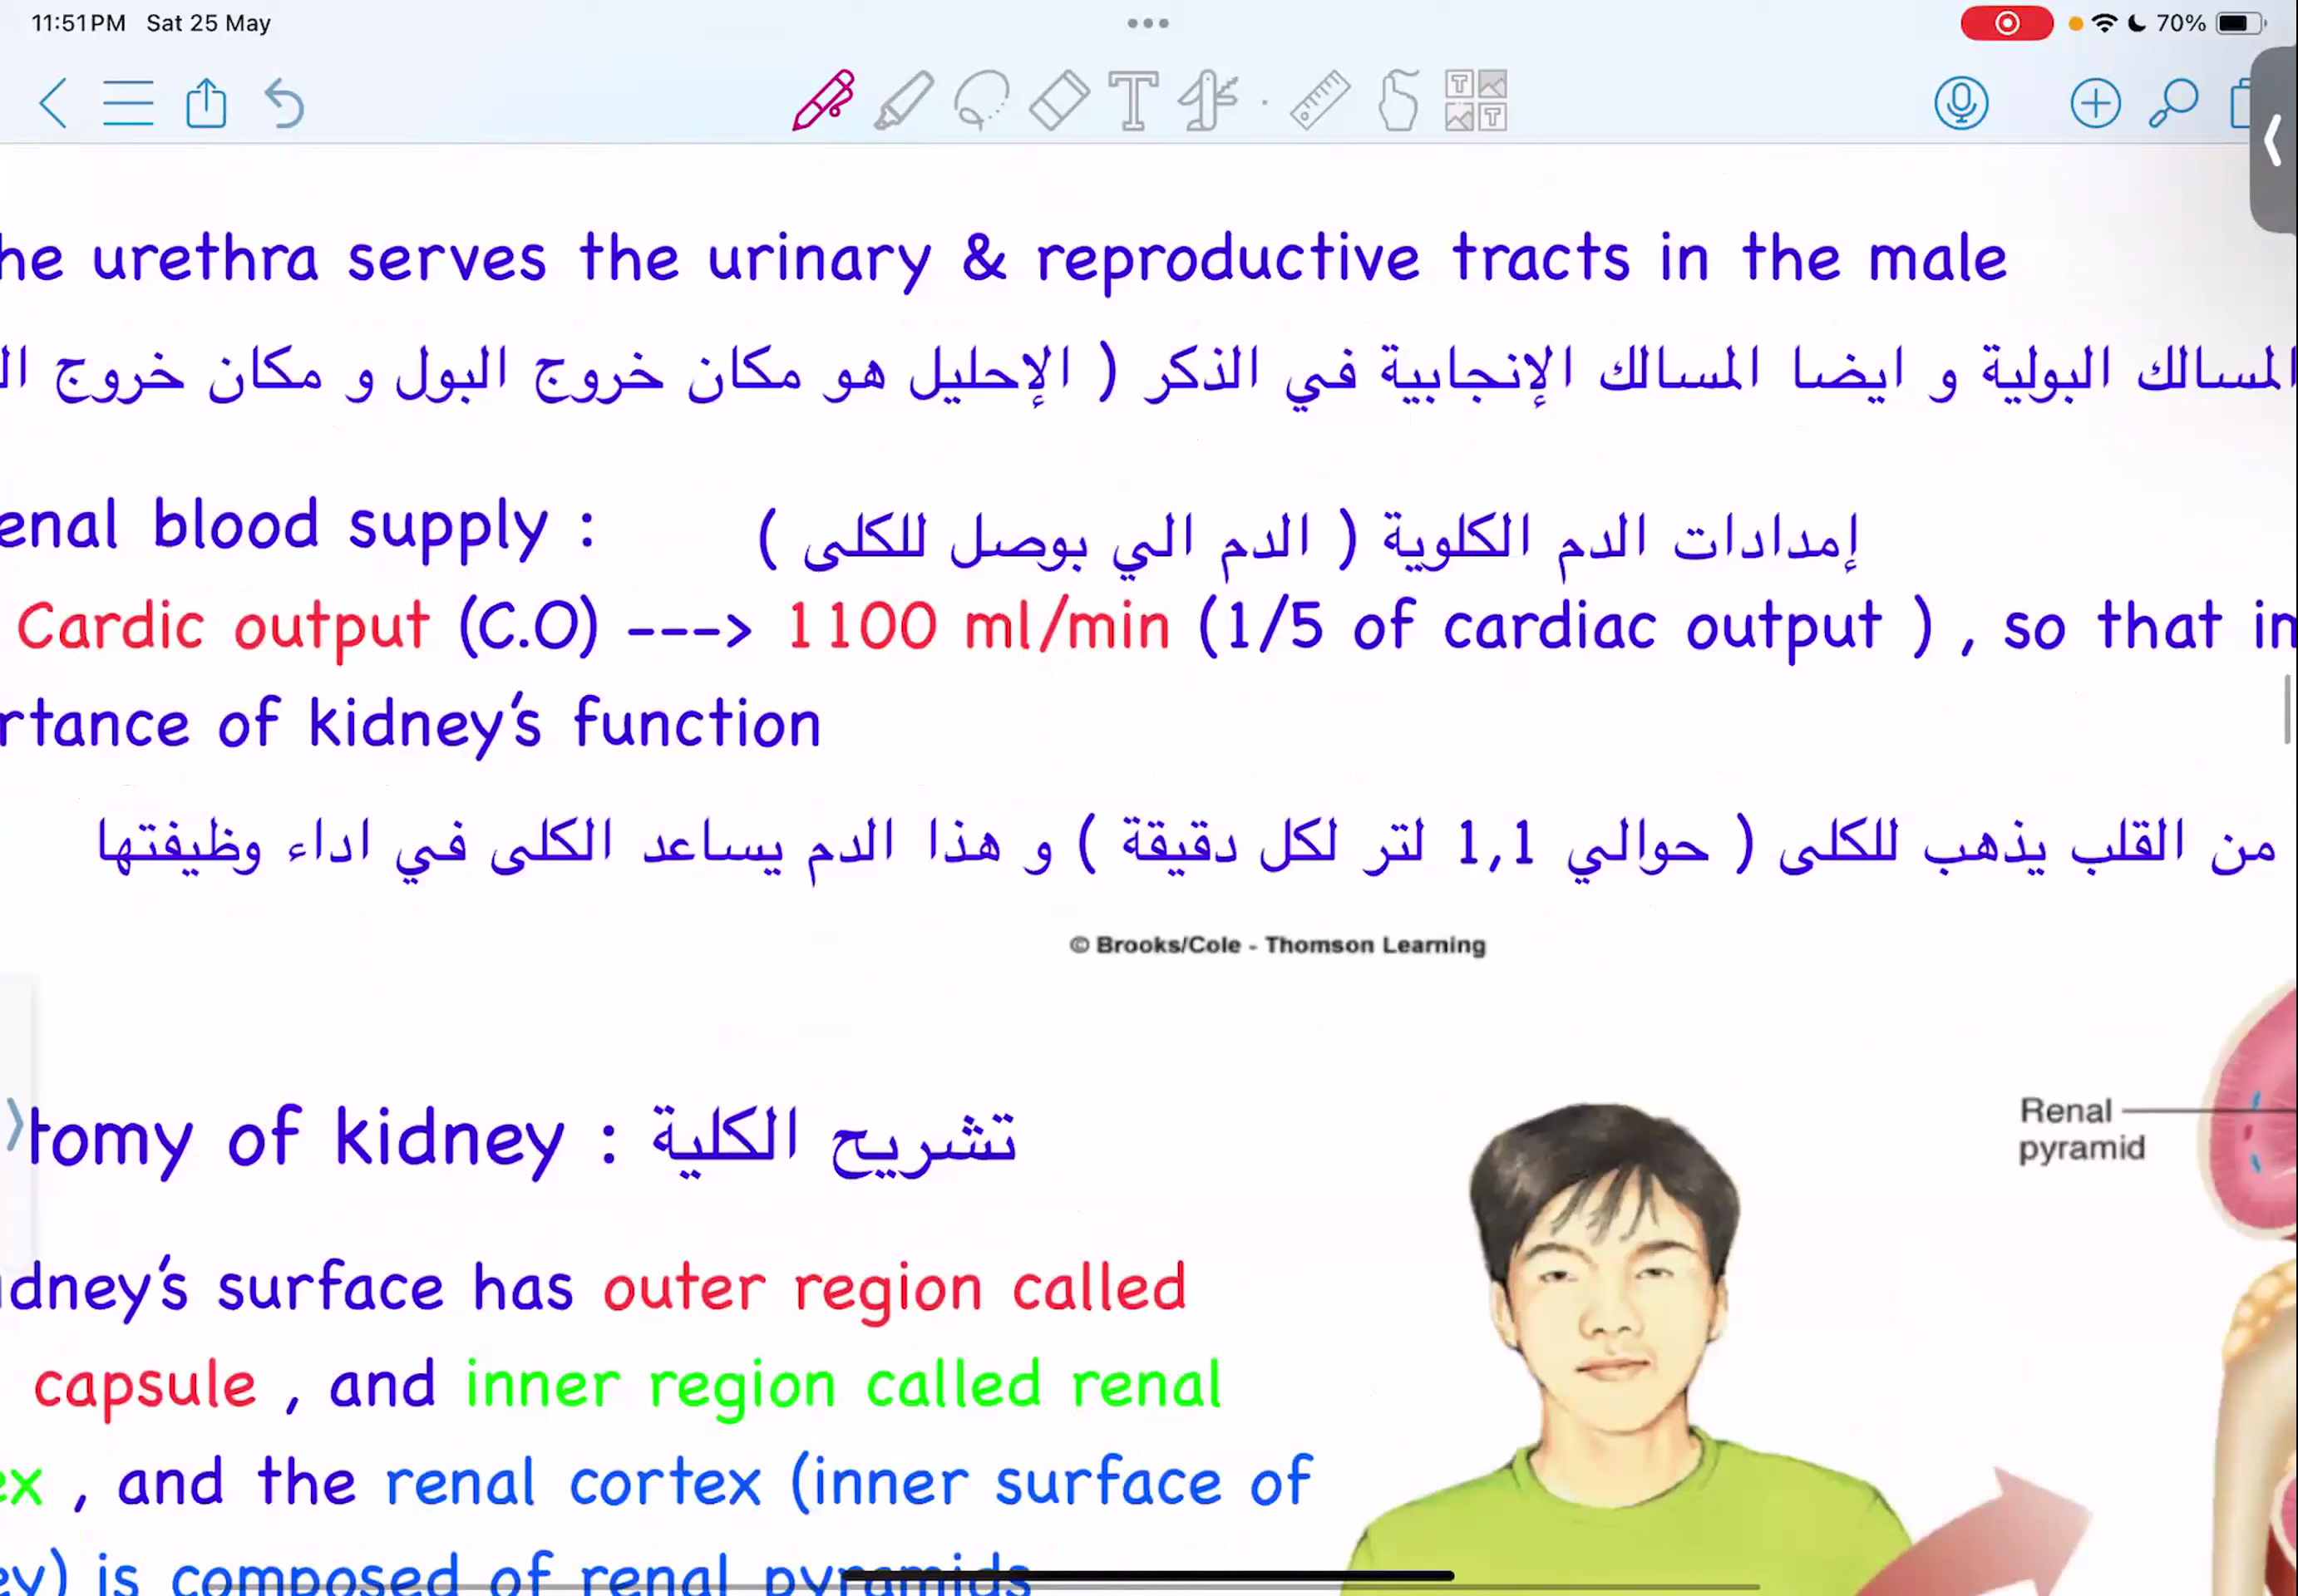 11:51 PM Sat 25 May
70%
he urethra serves the urinary & reproductive tracts in the male
المسالك البولية و ايضا المسالك الإنجابية في الذكر ( الإحليل هو مكان خروج البول و مكان خروج ال
enal blood supply : إمدادات الدم الكلوية ( الدم الي بوصل للكلى )
Cardic output (C.O) ---> 1100 ml/min (1/5 of cardiac output ) , so that im
rtance of kidney's function
من القلب يذهب للكلى ( حوالي 1,1 لتر لكل دقيقة ) و هذا الدم يساعد الكلى في اداء وظيفتها
© Brooks/Cole - Thomson Learning
tomy of kidney : تشريح الكلية
Renal
pyramid
dney's surface has outer region called
capsule , and inner region called renal
ex , and the renal cortex (inner surface of
ey) is composed of renal pyramids